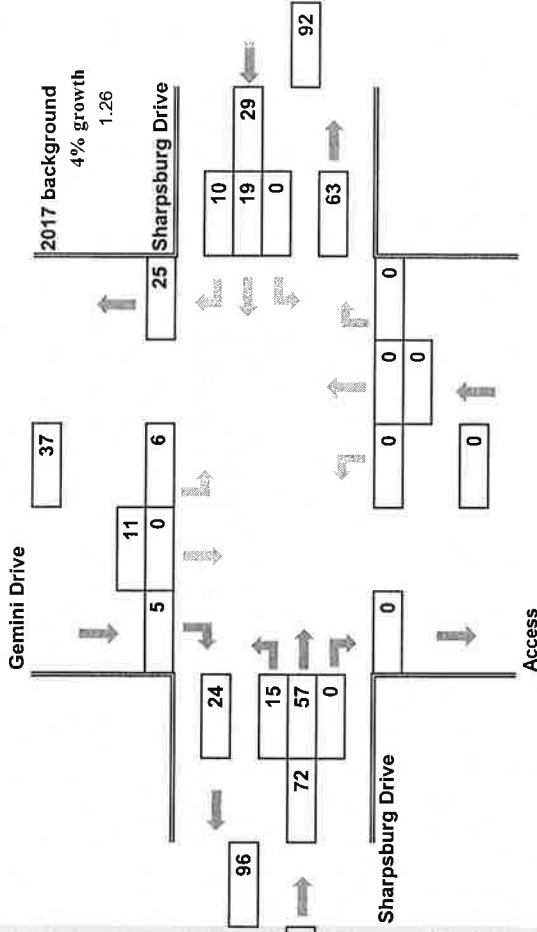 Gemini Drive
37
2017 background
4% growth
1.26
11
5 0 6 25 Sharpsburg Drive
24
10
96
19 29
15
0
72 57
92
0
63
Sharpsburg Drive
0 0 0 0
0
0
Access